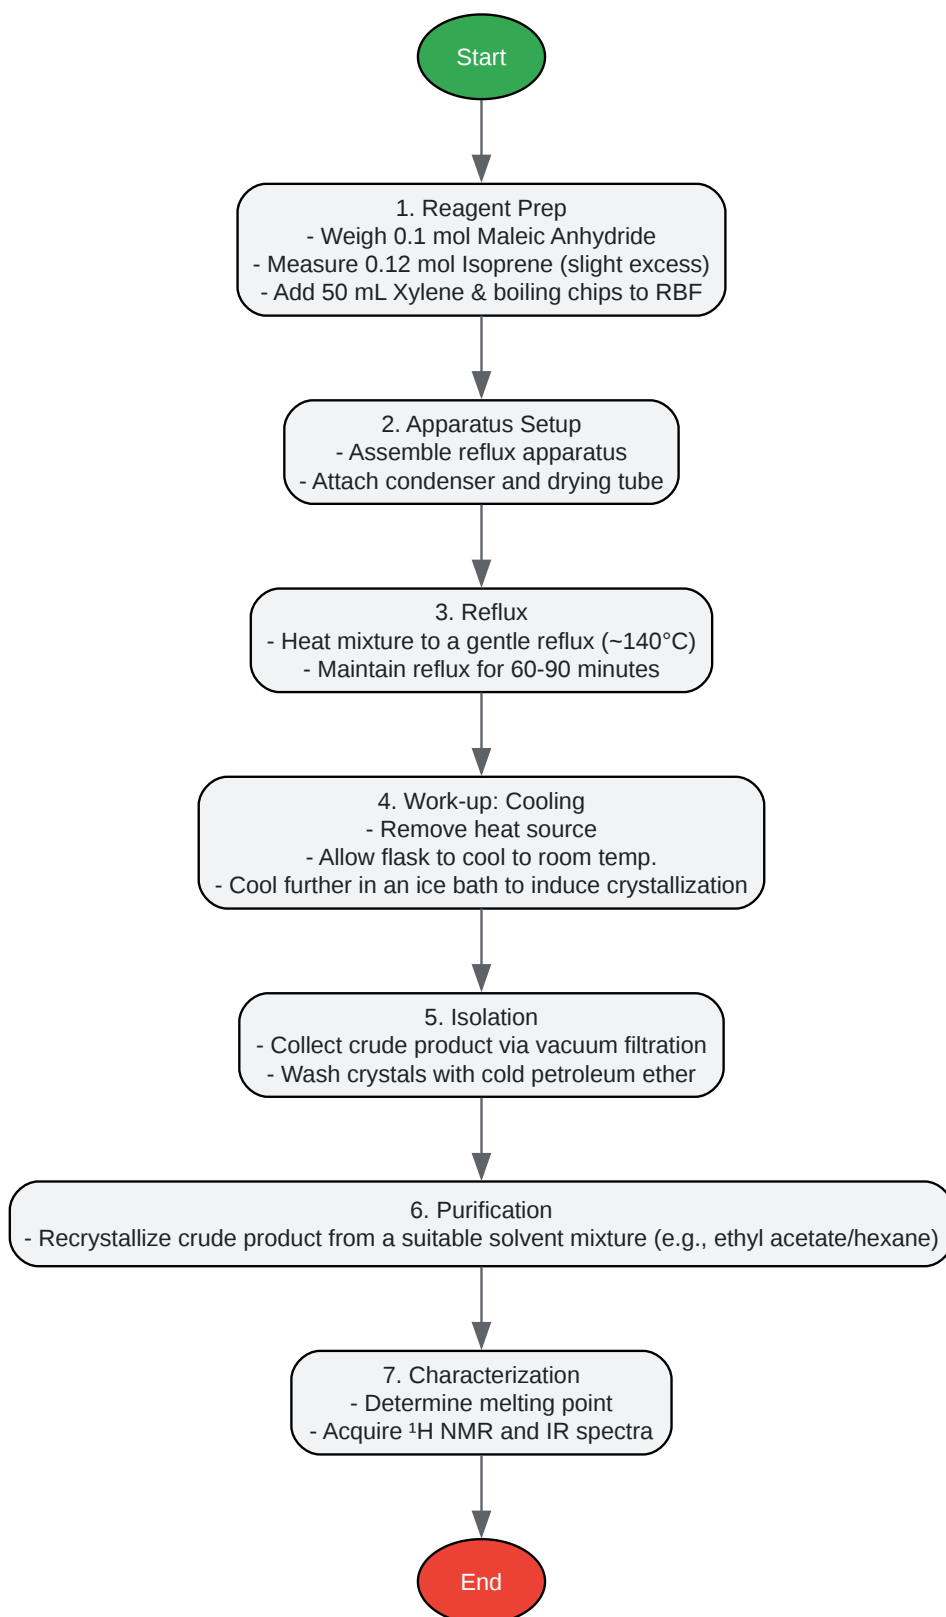 Start
1. Reagent Prep
- Weigh 0.1 mol Maleic Anhydride
- Measure 0.12 mol Isoprene (slight excess)
- Add 50 mL Xylene & boiling chips to RBF
2. Apparatus Setup
- Assemble reflux apparatus
- Attach condenser and drying tube
3. Reflux
- Heat mixture to a gentle reflux (~140°C)
- Maintain reflux for 60-90 minutes
4. Work-up: Cooling
- Remove heat source
- Allow flask to cool to room temp.
- Cool further in an ice bath to induce crystallization
5. Isolation
- Collect crude product via vacuum filtration
- Wash crystals with cold petroleum ether
6. Purification
- Recrystallize crude product from a suitable solvent mixture (e.g., ethyl acetate/hexane)
7. Characterization
- Determine melting point
- Acquire ¹H NMR and IR spectra
End